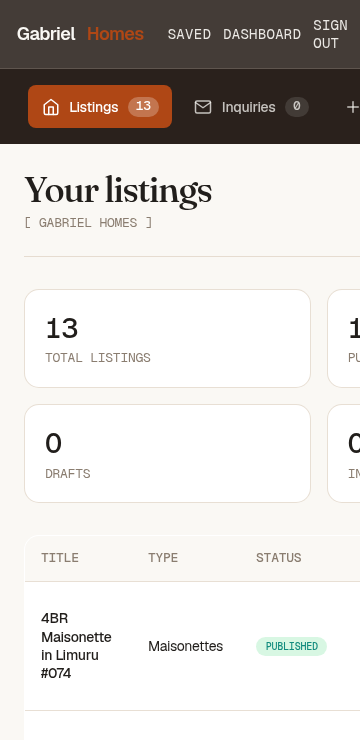 Gabriel Homes SAVED DASHBOARD SIGN OUT
Listings 13 Inquiries 0
Your listings
[ GABRIEL HOMES ]
13
TOTAL LISTINGS
0
DRAFTS
TITLE TYPE STATUS
4BR
Maisonette
in Limuru
#074
Maisonettes PUBLISHED